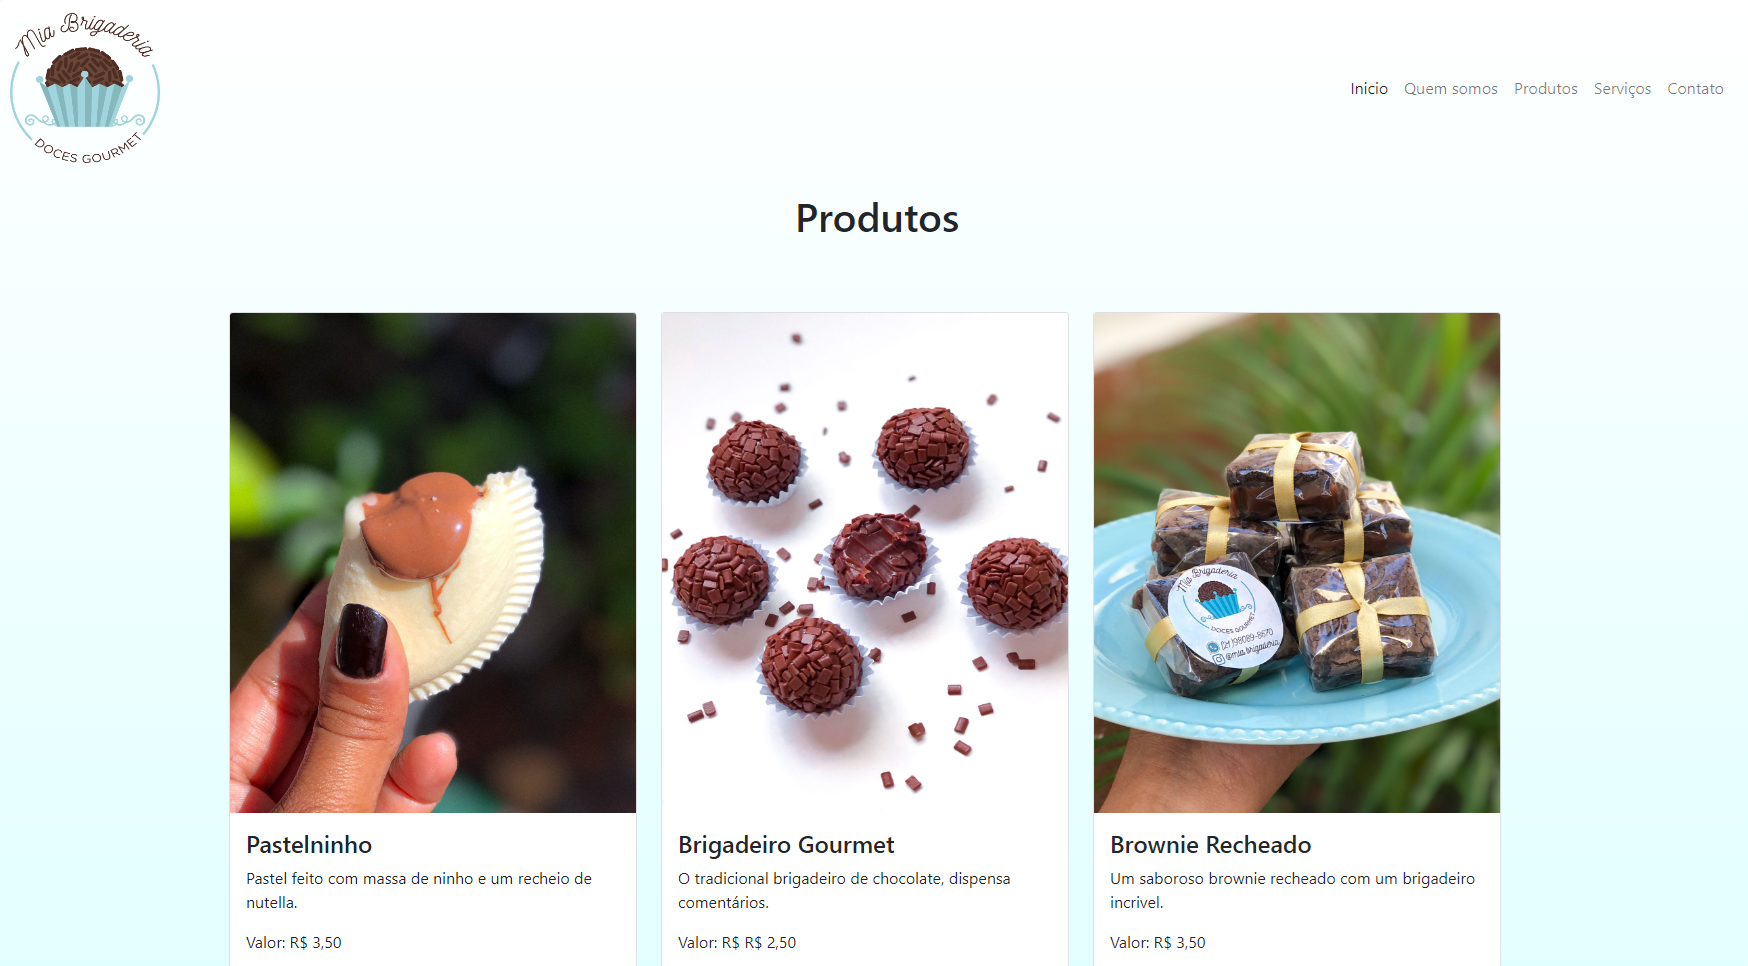 Mia Brigaderia
DOCES GOURMET
Inicio Quem somos Produtos Serviços Contato
Produtos
Mia Brigaderia
DOCES GOURMET
(21)98089-8670
@mia.brigaderia
Pastelninho
Pastel feito com massa de ninho e um recheio de
nutella.
Valor: R$ 3,50
Brigadeiro Gourmet
O tradicional brigadeiro de chocolate, dispensa
comentários.
Valor: R$ R$ 2,50
Brownie Recheado
Um saboroso brownie recheado com um brigadeiro
incrivel.
Valor: R$ 3,50